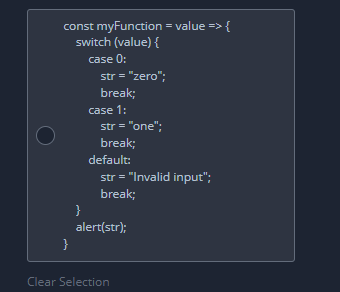 const myFunction = value => {
switch (value) {
case 0:
str = "zero";
break;
case 1:
str = "one";
break;
default:
str = "Invalid input";
break;
}
alert(str);
}
Clear Selection